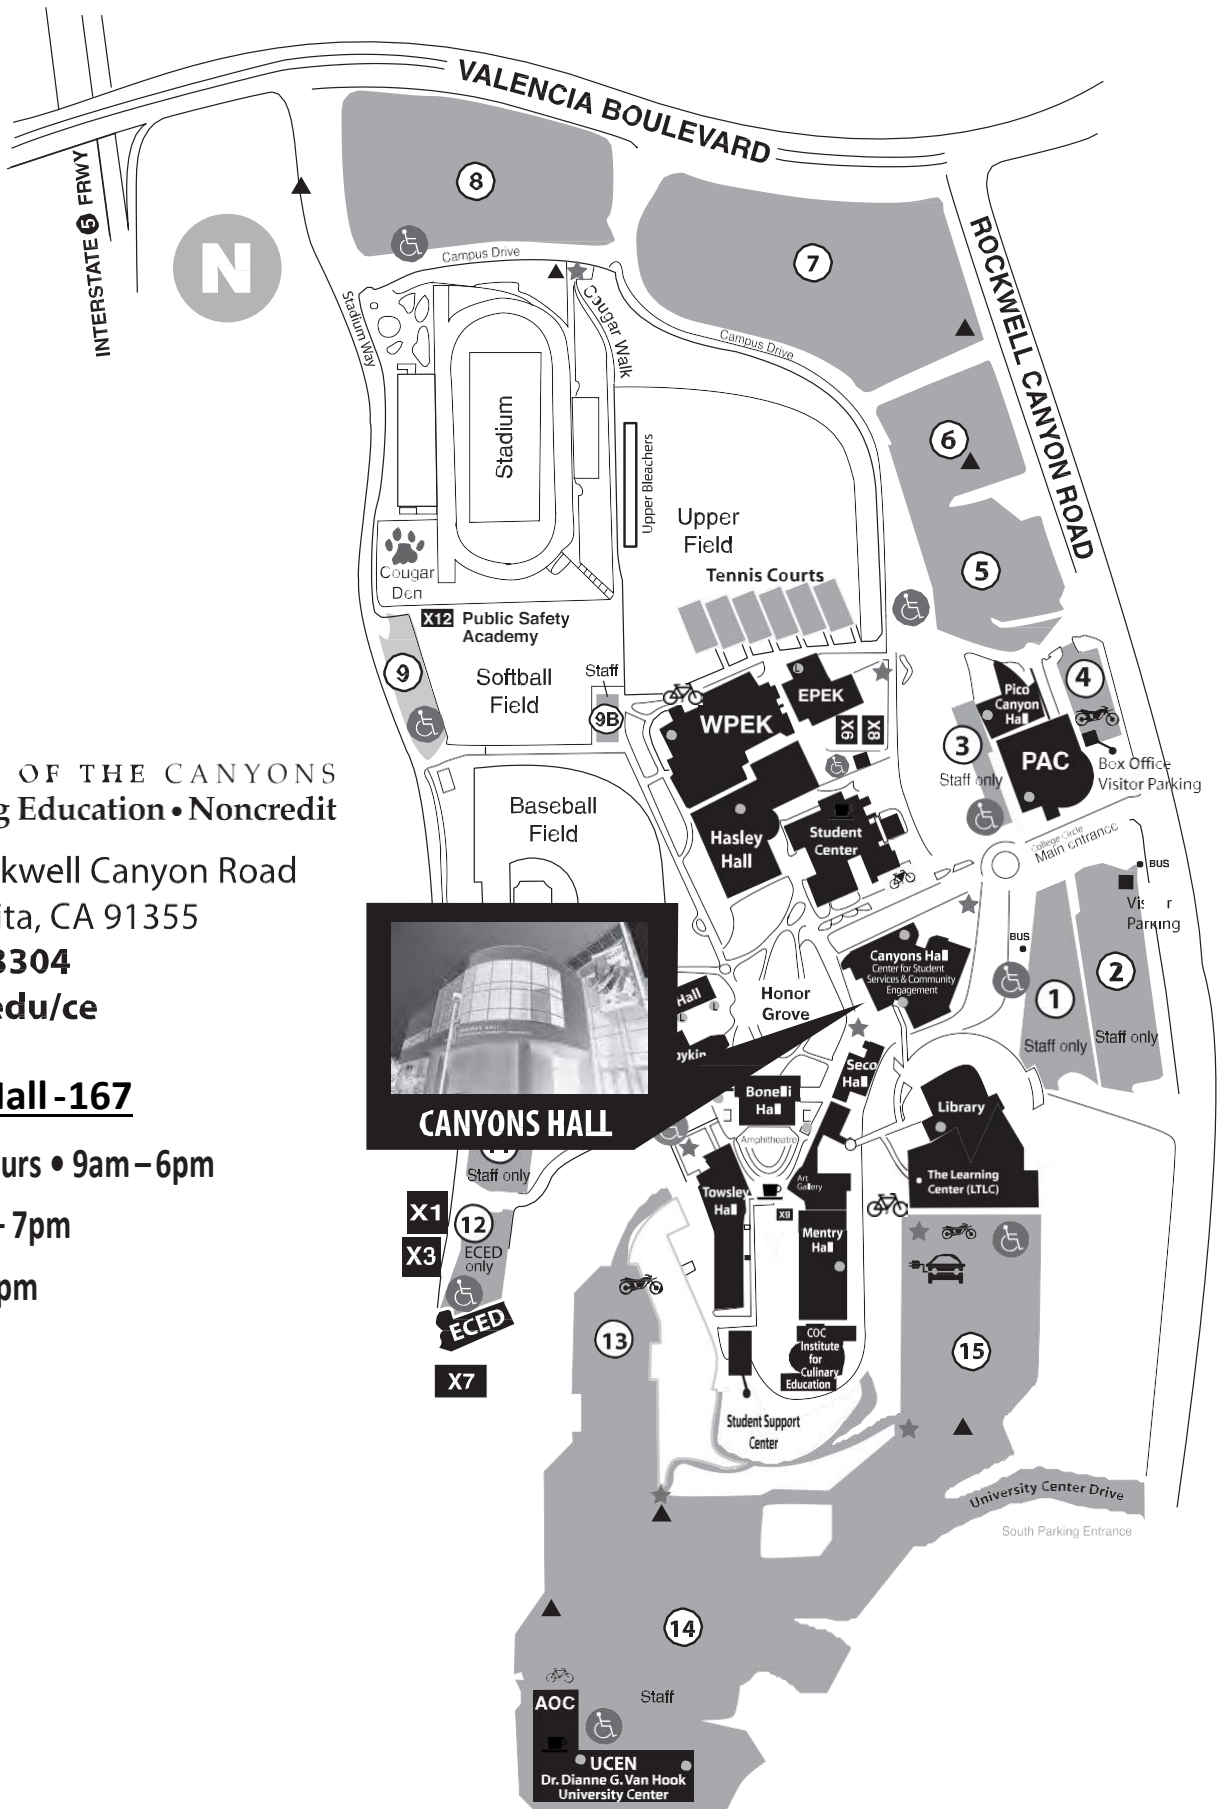 VALENCIA BOULEVARD
INTERSTATE 5 FRWY
N
8
Campus Drive
7
ROCKWELL CANYON ROAD
Stadium Way
Cougar Walk
Campus Drive
Stadium
Upper Bleachers
6
Upper
Field
5
Tennis Courts
Cougar
Den
X12 Public Safety
Academy
9
Softball
Field
Staff
9B
WPEK
EPEK
L
X6 X8
Pico
Canyon
Hall
4
3
Staff only
PAC
Box Office
Visitor Parking
OF THE CANYONS
Education • Noncredit
Baseball
Field
Hasley
Hall
Student
Center
College Circle
Main entrance
BUS
Canyon Road
CA 91355
Parking
BUS
Canyons Hall
Center for Student
Services & Community
Engagement
Honor
Grove
Hall
L L
1
Staff only
2
Staff only
CANYONS HALL
Bonelli
Hall
Seco
Hall
Library
Amphitheatre
The Learning
Center (LTLC)
-167
• 9am – 6pm
– 7pm
pm
Staff only
X1
12
X3
ECED
only
ECED
X7
Towsley
Hall
Art
Gallery
X9
Mentry
Hall
13
COC
Institute
for
Culinary
Education
15
Student Support
Center
University Center Drive
South Parking Entrance
14
Staff
AOC
UCEN
Dr. Dianne G. Van Hook
University Center